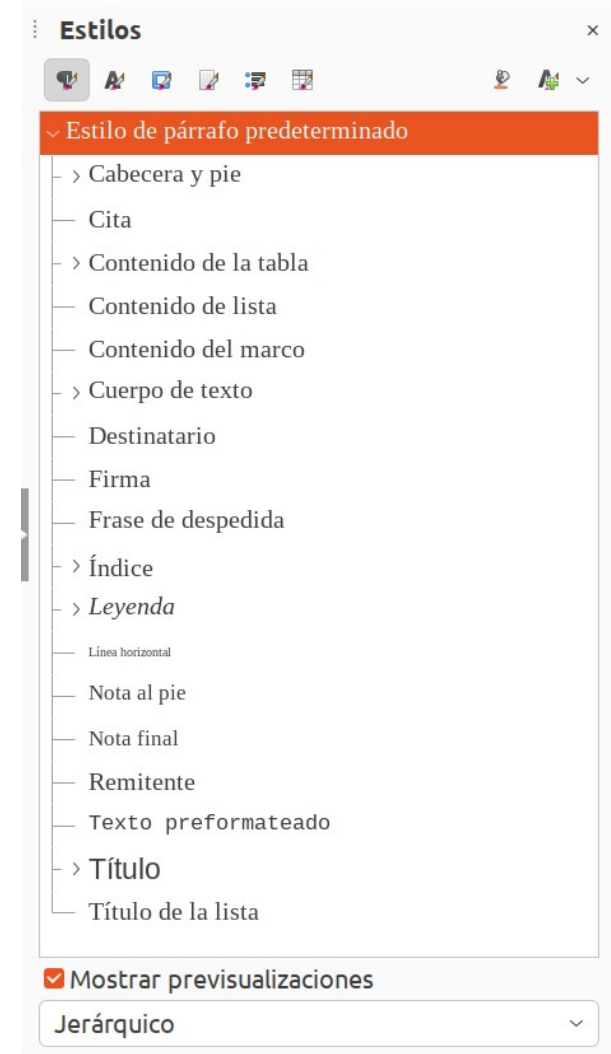 Estilos
Estilo de párrafo predeterminado
Cabecera y pie
Cita
Contenido de la tabla
Contenido de lista
Contenido del marco
Cuerpo de texto
Destinatario
Firma
Frase de despedida
Índice
Leyenda
Línea horizontal
Nota al pie
Nota final
Remitente
Texto preformateado
Título
Título de la lista
Mostrar previsualizaciones
Jerárquico